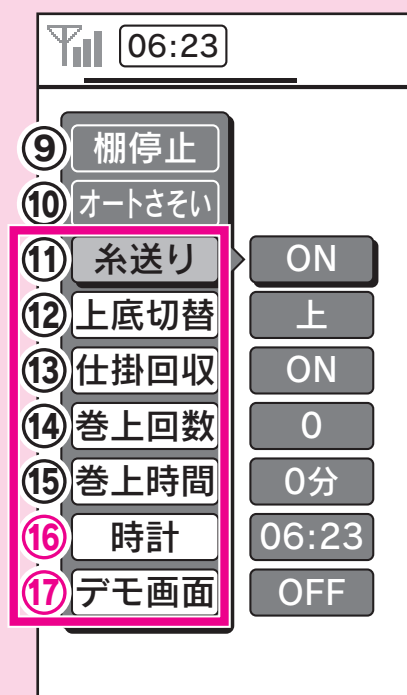 06:23
⑨ 棚停止
⑩ オートさそい
⑪ 糸送り ON
⑫ 上底切替 上
⑬ 仕掛回収 ON
⑭ 巻上回数 0
⑮ 巻上時間 0分
⑯ 時計 06:23
⑰ デモ画面 OFF